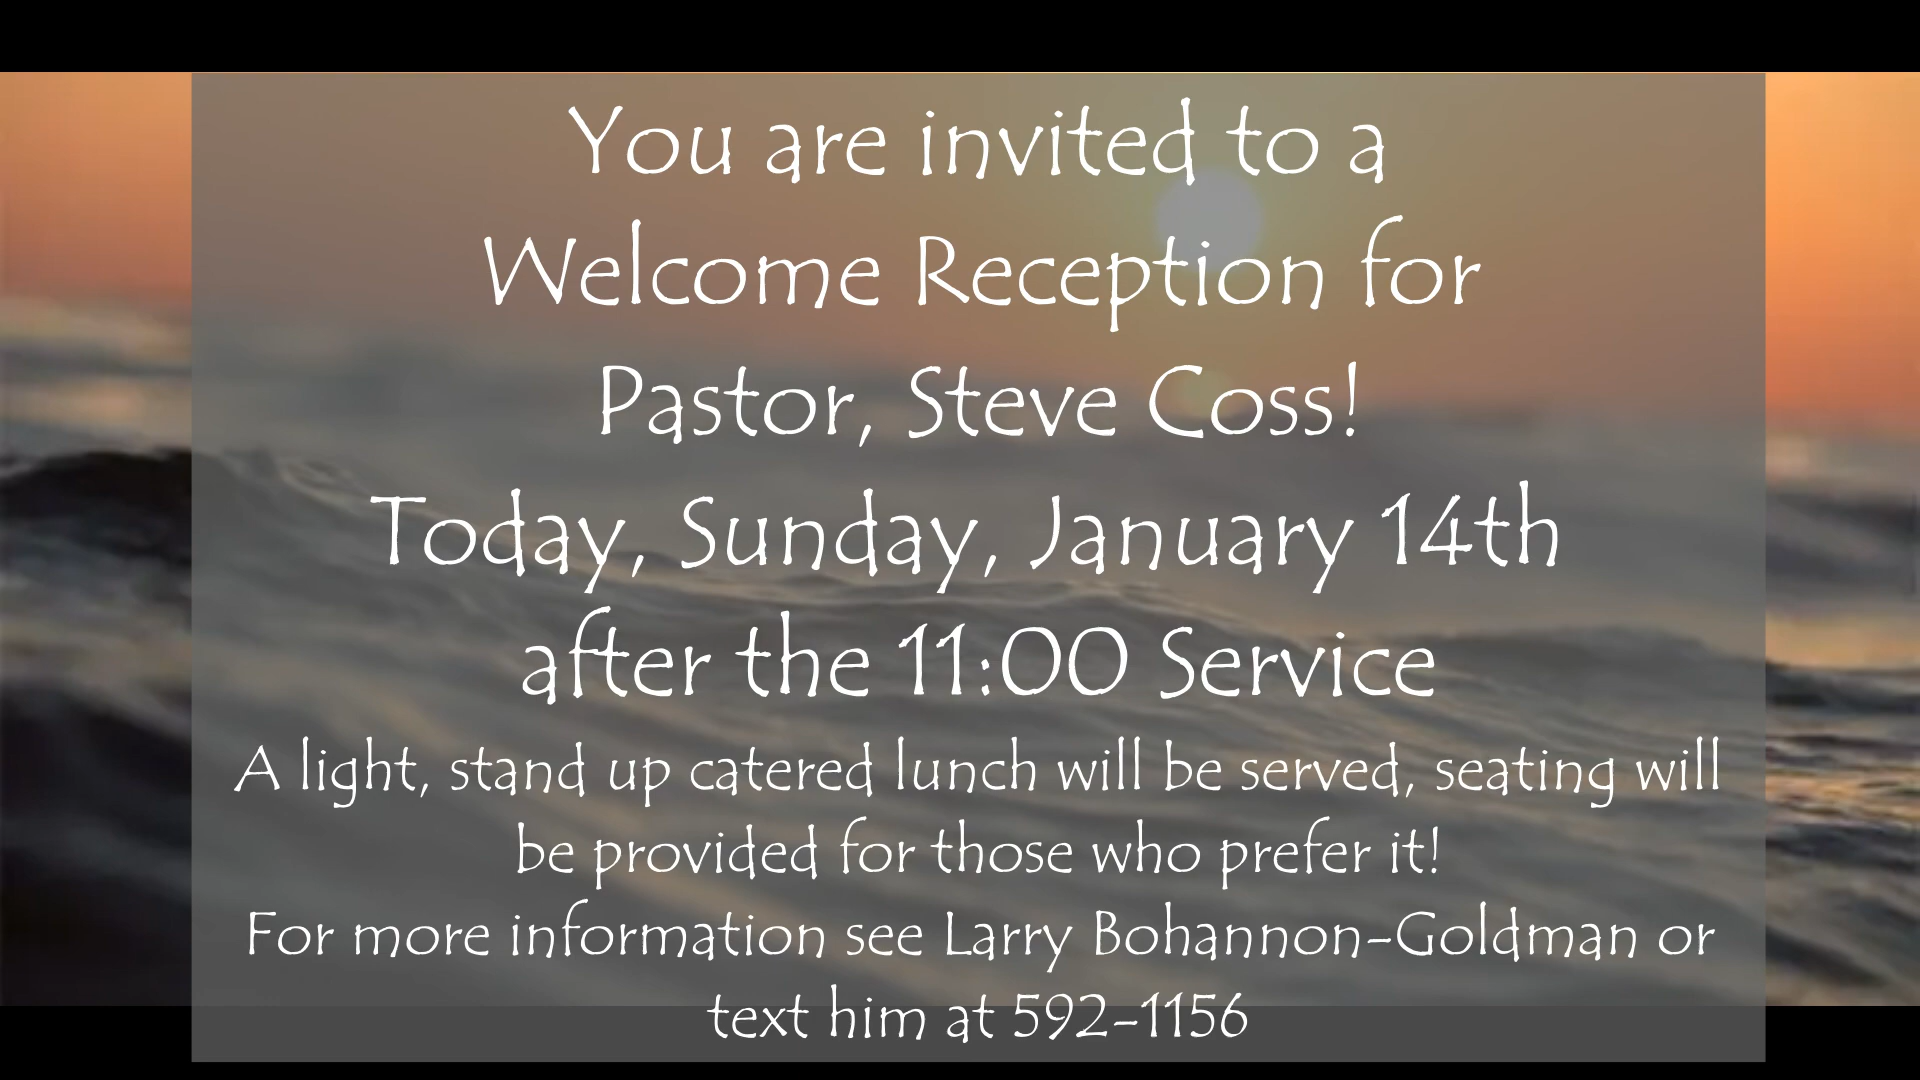 You are invited to a
Welcome Reception for
Pastor, Steve Coss!
Today, Sunday, January 14th
after the 11:00 Service
A light, stand up catered lunch will be served, seating will
be provided for those who prefer it!
For more information see Larry Bohannon-Goldman or
text him at 592-1156